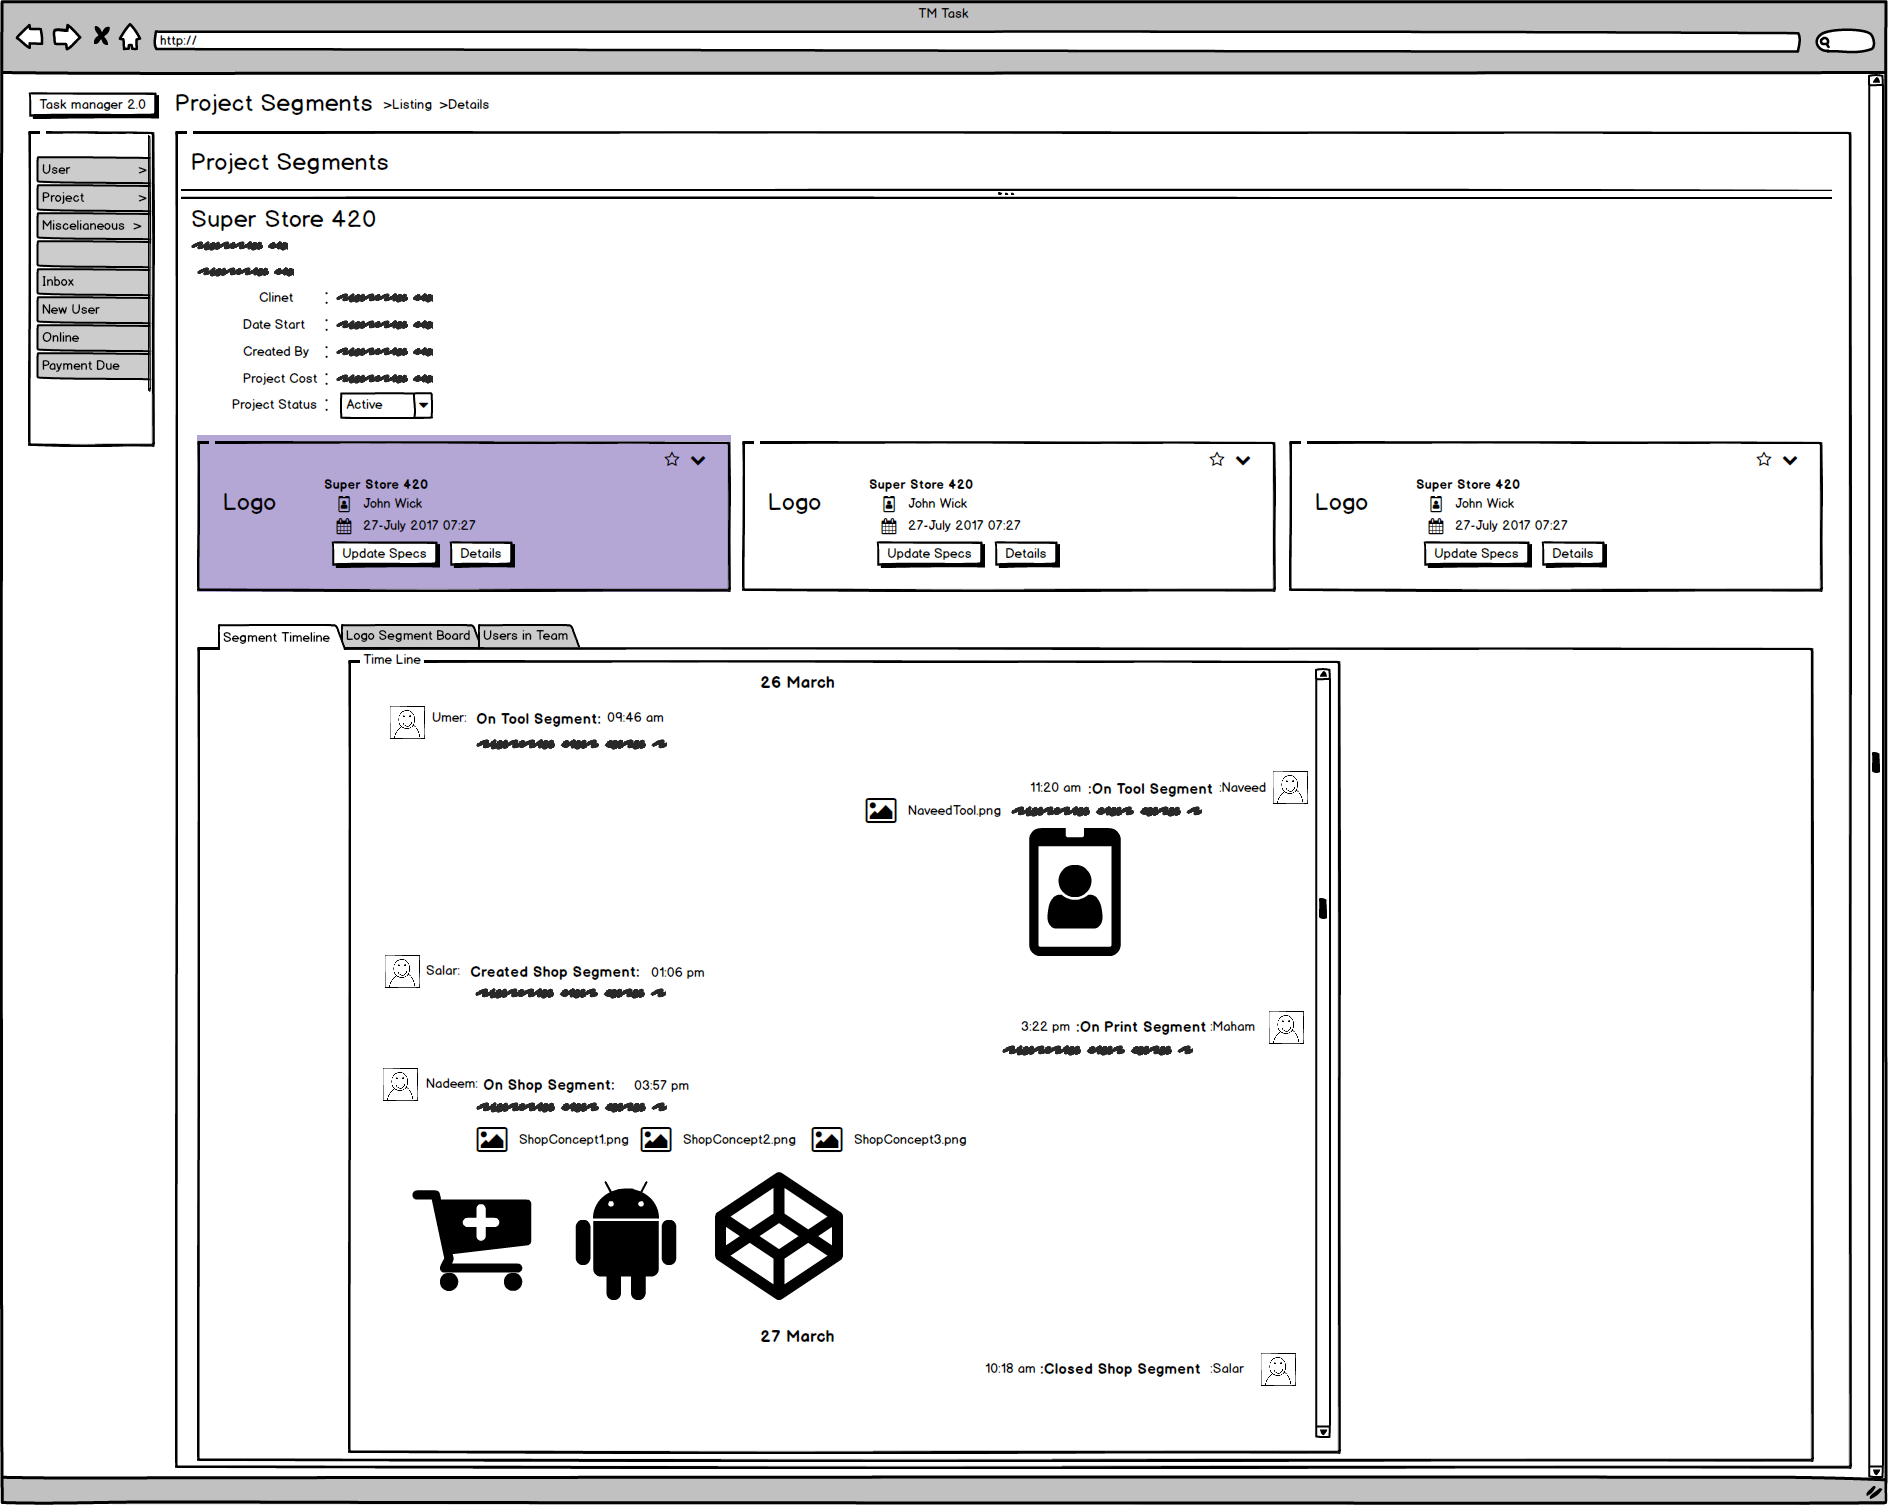 TM Task
http://
Task manager 2.0
Project Segments >Listing >Details
User >
Project >
Miscelianeous >
Inbox
New User
Online
Payment Due
Project Segments
Super Store 420
Clinet :
Date Start :
Created By :
Project Cost :
Project Status : Active
Logo
Super Store 420
John Wick
27-July 2017 07:27
Update Specs Details
Logo
Super Store 420
John Wick
27-July 2017 07:27
Update Specs Details
Logo
Super Store 420
John Wick
27-July 2017 07:27
Update Specs Details
Segment Timeline Logo Segment Board Users in Team
Time Line
26 March
Umer: On Tool Segment: 09:46 am
11:20 am :On Tool Segment :Naveed
NaveedTool.png
Salar: Created Shop Segment: 01:06 pm
3:22 pm :On Print Segment :Maham
Nadeem: On Shop Segment: 03:57 pm
ShopConcept1.png ShopConcept2.png ShopConcept3.png
27 March
10:18 am :Closed Shop Segment :Salar